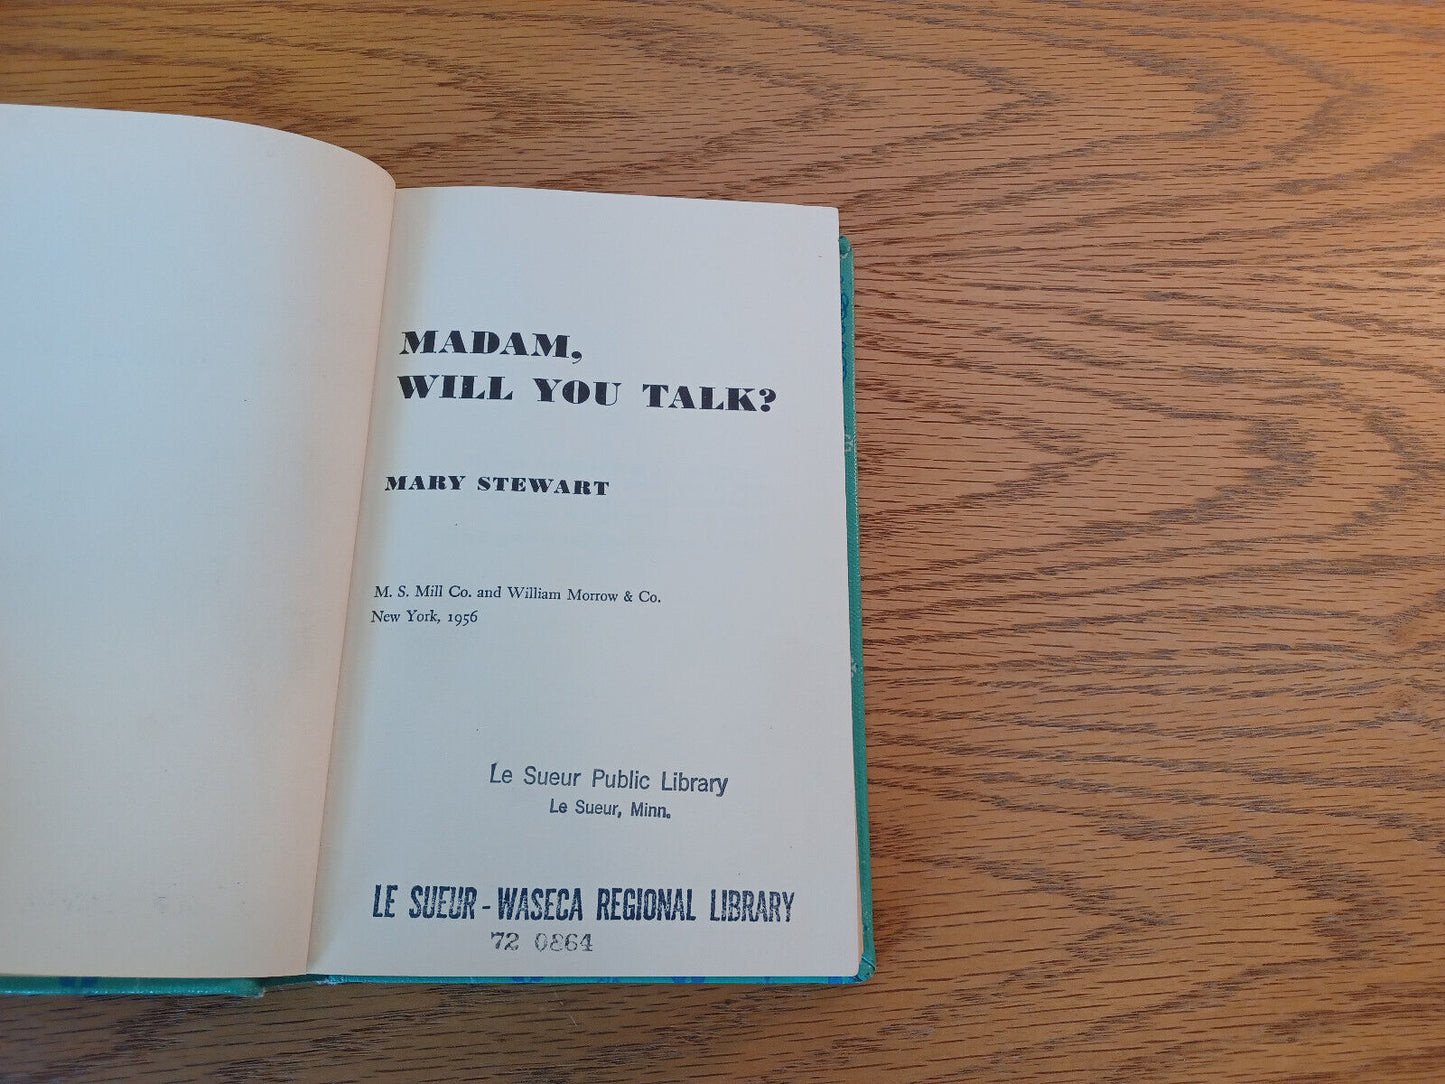 MADAM,
WILL YOU TALK?
MARY STEWART
M. S. Mill Co. and William Morrow & Co.
New York, 1956
Le Sueur Public Library
Le Sueur, Minn.
LE SUEUR - WASECA REGIONAL LIBRARY
72 0864